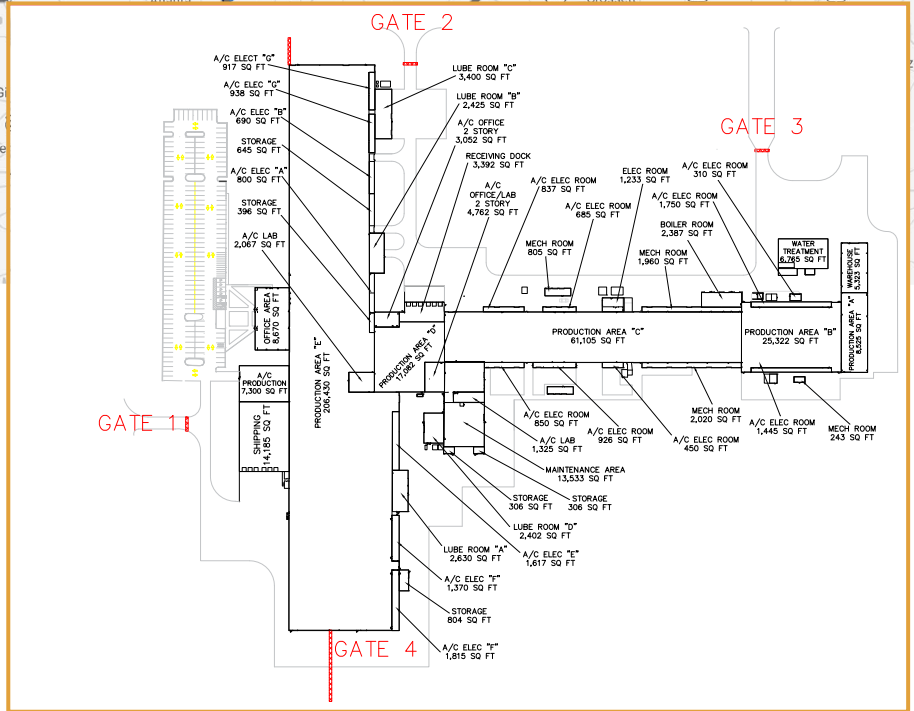 GATE 2
A/C ELECT "G"
917 SQ FT
A/C ELEC "G"
938 SQ FT
A/C ELEC "B"
690 SQ FT
STORAGE
645 SQ FT
A/C ELEC "A"
800 SQ FT
STORAGE
396 SQ FT
A/C LAB
2,067 SQ FT
LUBE ROOM "C"
3,400 SQ FT
LUBE ROOM "B"
2,425 SQ FT
A/C OFFICE
2 STORY
3,052 SQ FT
RECEIVING DOCK
3,392 SQ FT
A/C
OFFICE/LAB
2 STORY
4,762 SQ FT
A/C ELEC ROOM
837 SQ FT
A/C ELEC ROOM
685 SQ FT
MECH ROOM
805 SQ FT
ELEC ROOM
1,233 SQ FT
GATE 3
A/C ELEC ROOM
310 SQ FT
A/C ELEC ROOM
1,750 SQ FT
BOILER ROOM
2,387 SQ FT
MECH ROOM
1,960 SQ FT
WATER
TREATMENT
6,765 SQ FT
WAREHOUSE
5,323 SQ FT
OFFICE AREA
8,670 SQ FT
PRODUCTION AREA "E"
206,430 SQ FT
PRODUCTION AREA "D"
17,082 SQ FT
PRODUCTION AREA "C"
61,105 SQ FT
PRODUCTION AREA "B"
25,322 SQ FT
PRODUCTION AREA "A"
8,525 SQ FT
A/C
PRODUCTION
7,300 SQ FT
SHIPPING
14,185 SQ FT
GATE 1
A/C ELEC ROOM
850 SQ FT
A/C ELEC ROOM
926 SQ FT
A/C LAB
1,325 SQ FT
A/C ELEC ROOM
450 SQ FT
MECH ROOM
2,020 SQ FT
A/C ELEC ROOM
1,445 SQ FT
MECH ROOM
243 SQ FT
MAINTENANCE AREA
13,533 SQ FT
STORAGE
306 SQ FT
STORAGE
306 SQ FT
LUBE ROOM "D"
2,402 SQ FT
LUBE ROOM "A"
2,630 SQ FT
A/C ELEC "E"
1,617 SQ FT
A/C ELEC "F"
1,370 SQ FT
STORAGE
804 SQ FT
GATE 4
A/C ELEC "F"
1,815 SQ FT